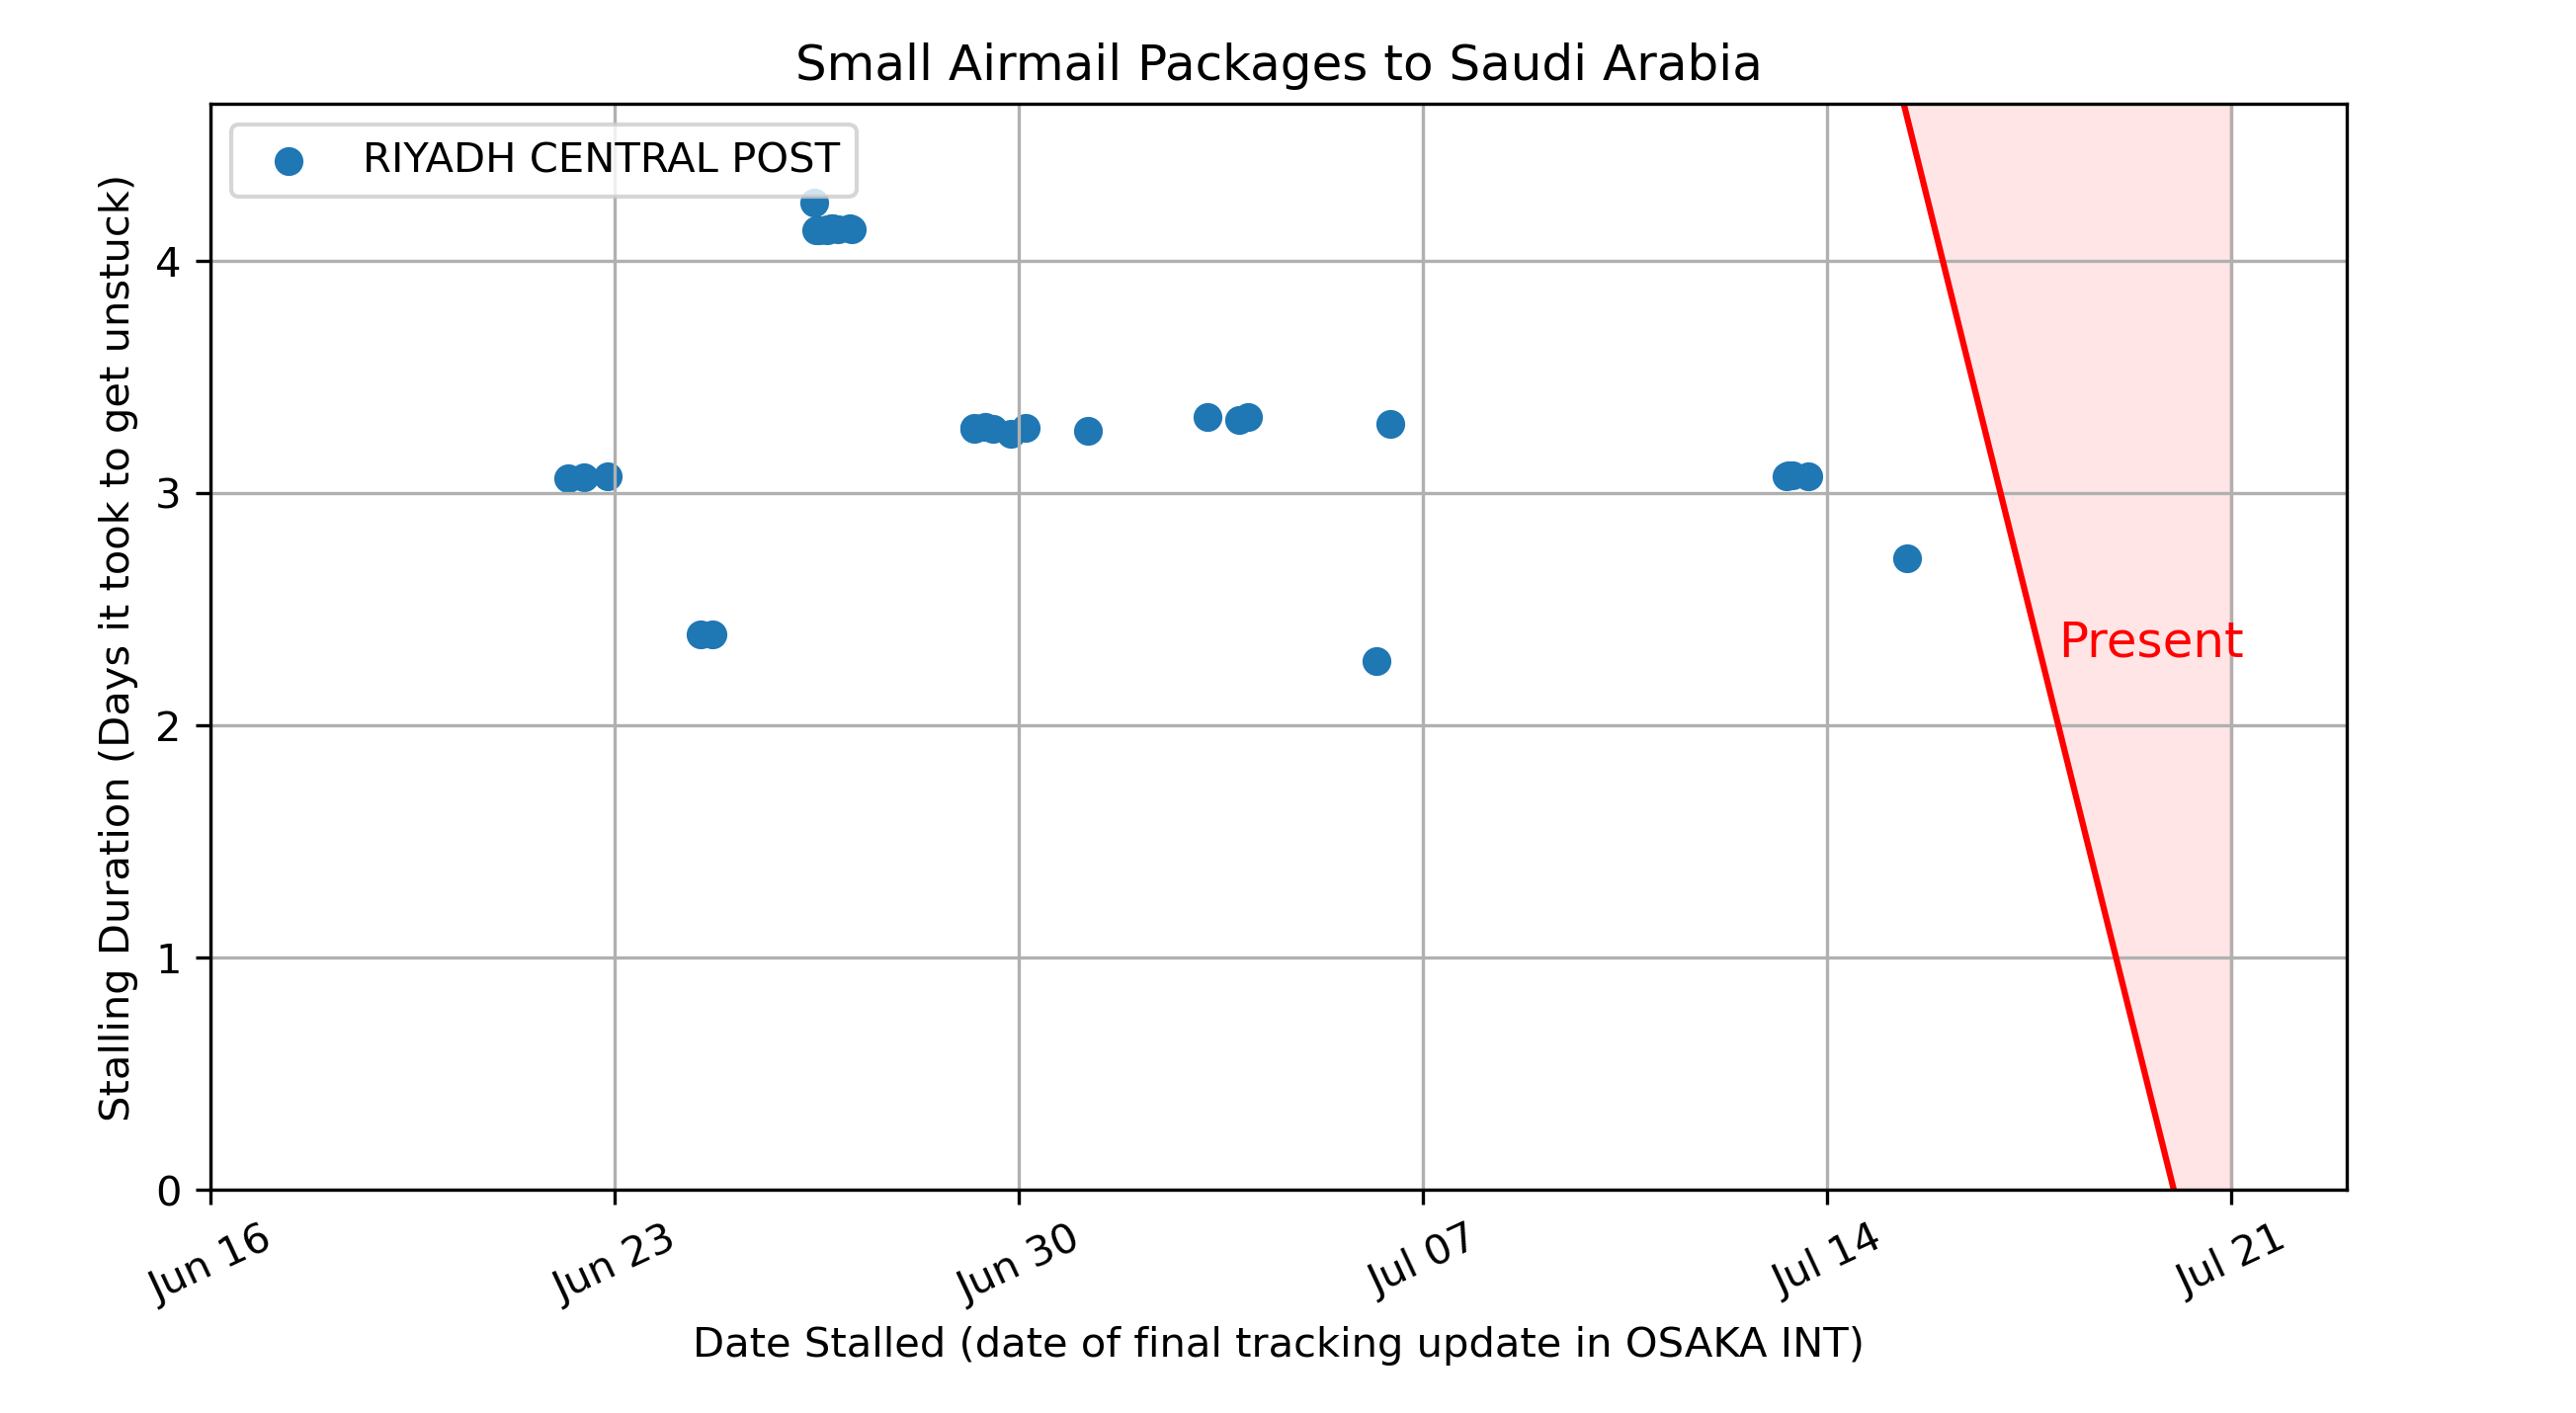 Small Airmail Packages to Saudi Arabia
RIYADH CENTRAL POST
Stalling Duration (Days it took to get unstuck)
4
3
2
1
0
Present
Jun 16
Jun 23
Jun 30
Jul 07
Jul 14
Jul 21
Date Stalled (date of final tracking update in OSAKA INT)